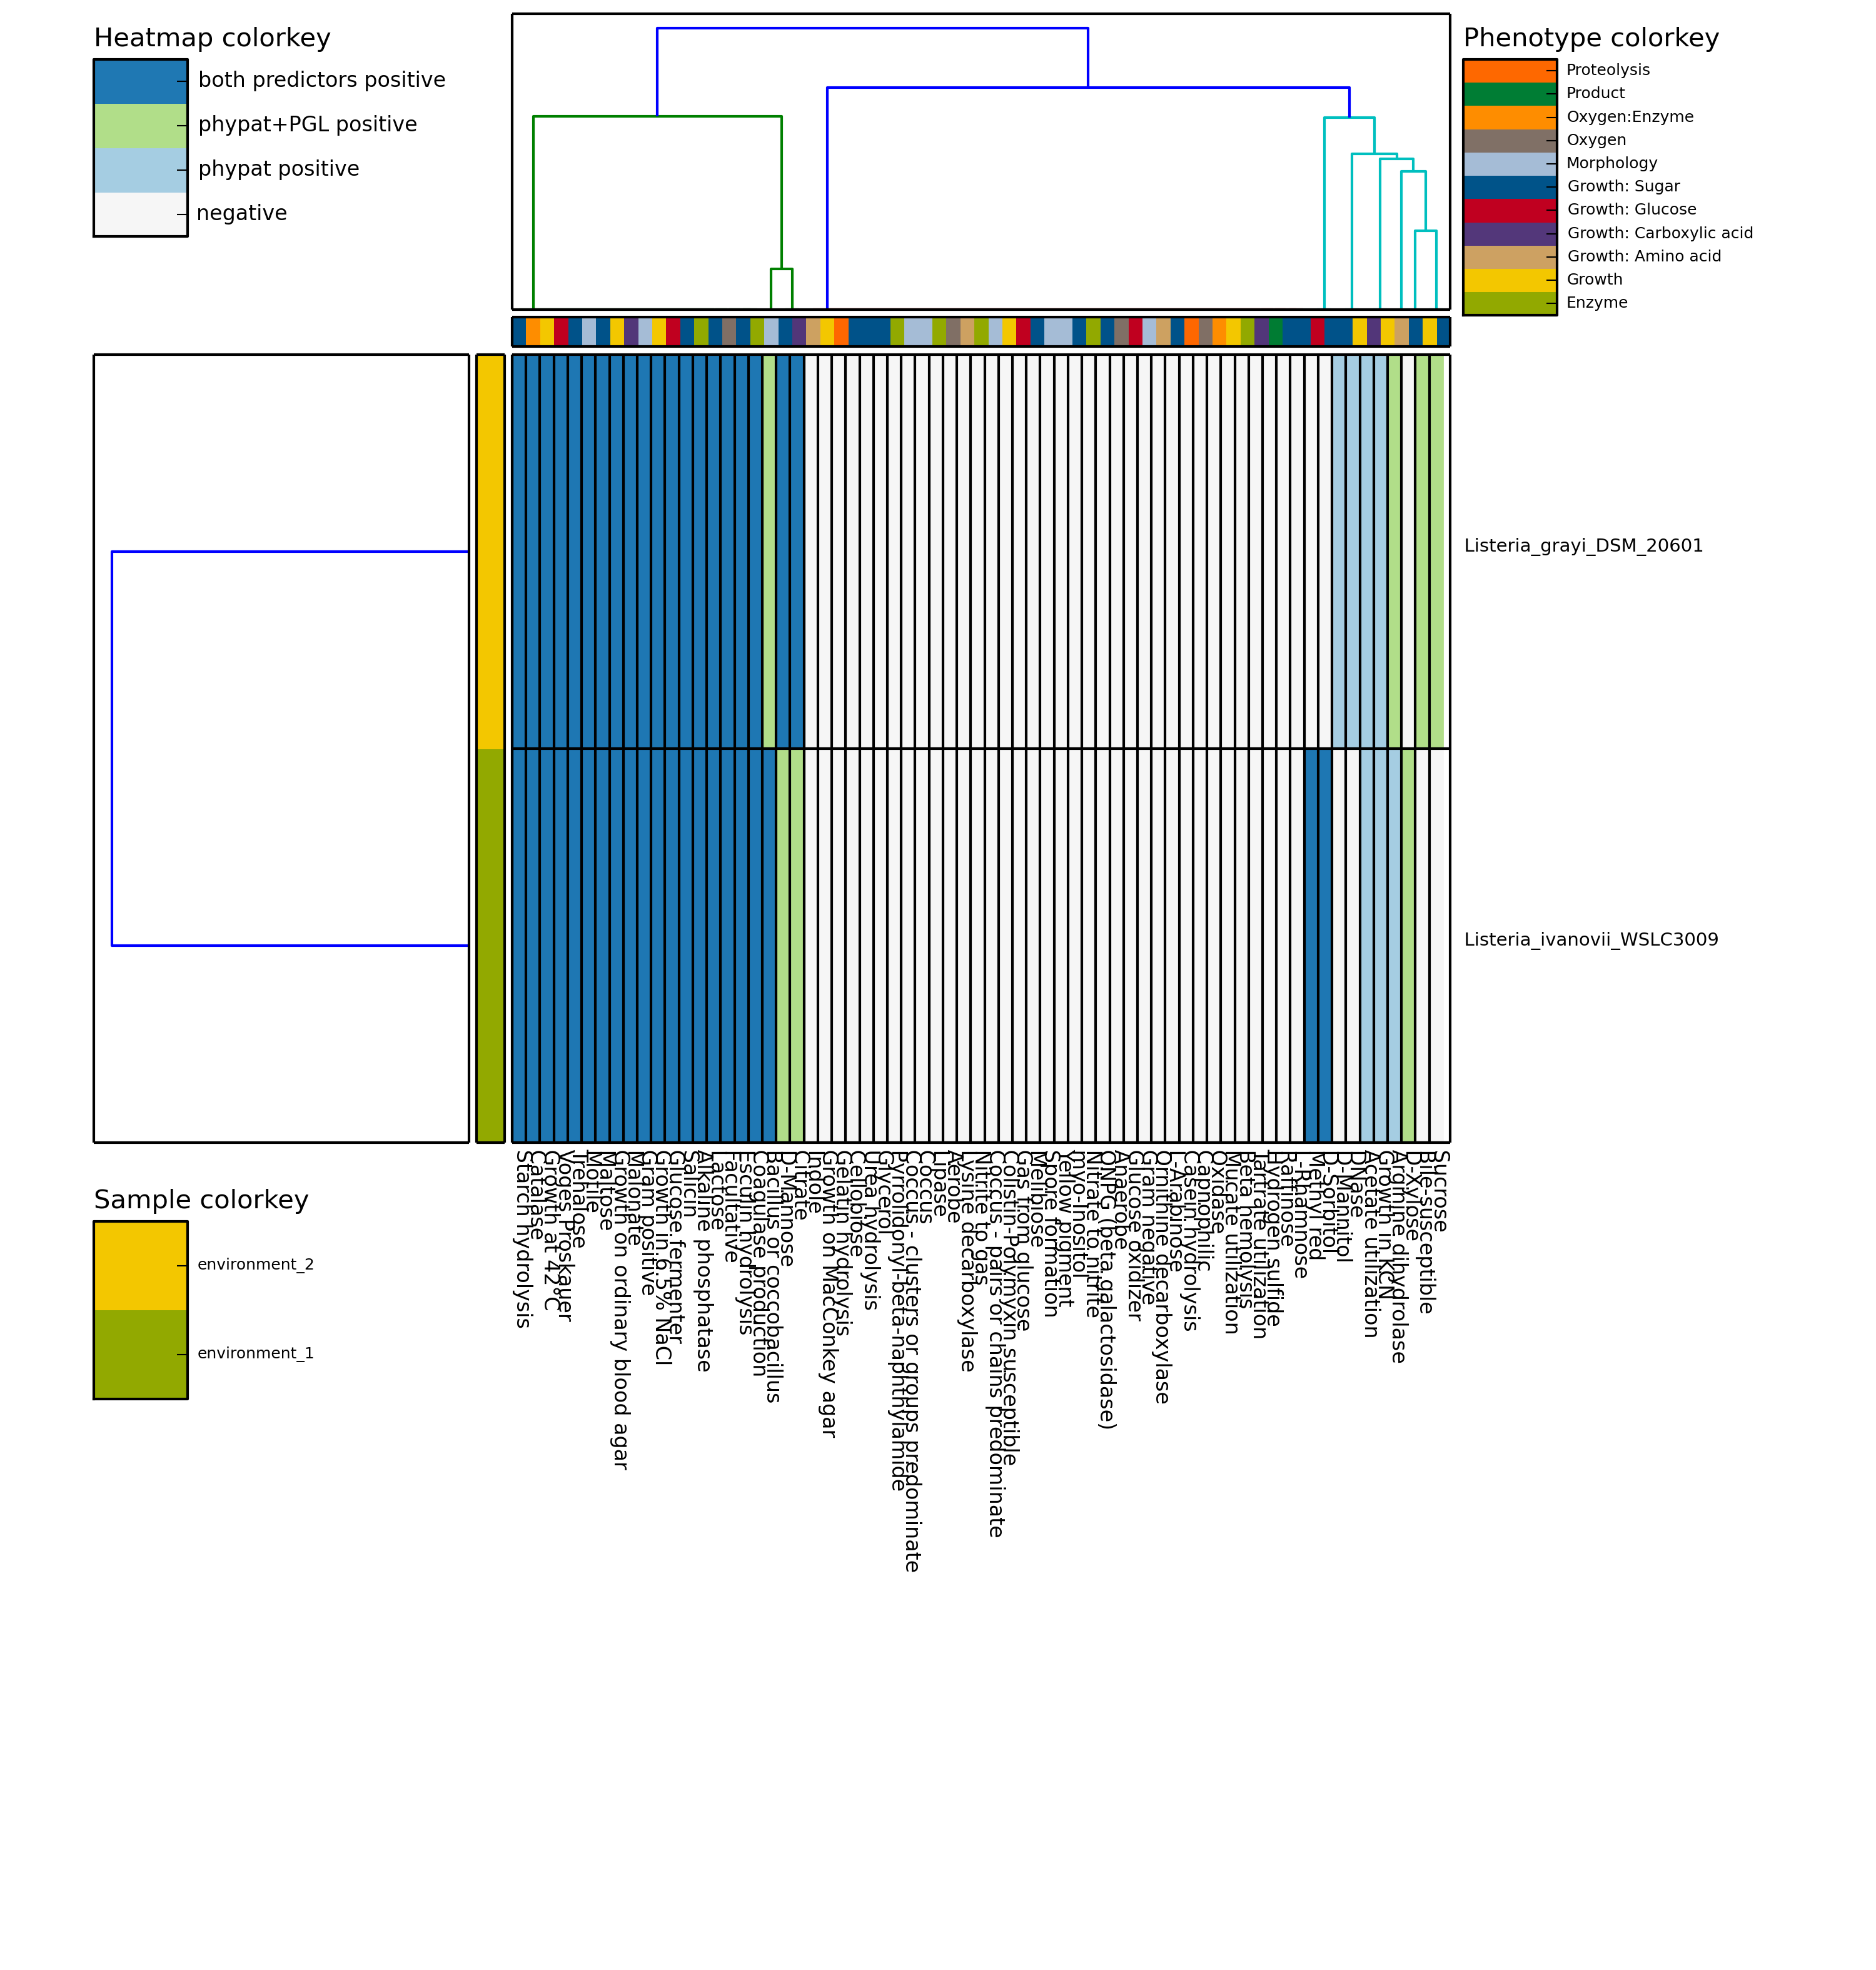 Heatmap colorkey
both predictors positive
phypat+PGL positive
phypat positive
negative
Phenotype colorkey
Proteolysis
Product
Oxygen:Enzyme
Oxygen
Morphology
Growth: Sugar
Growth: Glucose
Growth: Carboxylic acid
Growth: Amino acid
Growth
Enzyme
Listeria_grayi_DSM_20601
Listeria_ivanovii_WSLC3009
Sample colorkey
environment_2
environment_1
Starch hydrolysis
Catalase
Growth at 42°C
Voges Proskauer
Trehalose
Motile
Maltose
Growth on ordinary blood agar
Malonate
Gram positive
Growth in 6.5% NaCl
Glucose fermenter
Salicin
Alkaline phosphatase
Lactose
Facultative
Esculin hydrolysis
Coagulase production
Bacillus or coccobacillus
D-Mannose
Citrate
Indole
Growth on MacConkey agar
Gelatin hydrolysis
Cellobiose
Urea hydrolysis
Glycerol
Pyrrolidonyl-beta-naphthylamide
Coccus - clusters or groups predominate
Coccus
Lipase
Aerobe
Lysine decarboxylase
Nitrite to gas
Coccus - pairs or chains predominate
Colistin-Polymyxin susceptible
Gas from glucose
Melibiose
Spore formation
Yellow pigment
myo-Inositol
Nitrate to nitrite
ONPG (beta galactosidase)
Anaerobe
Glucose oxidizer
Gram negative
Ornithine decarboxylase
L-Arabinose
Casein hydrolysis
Capnophilic
Oxidase
Mucate utilization
Beta hemolysis
Tartrate utilization
Hydrogen sulfide
Raffinose
L-Rhamnose
Methyl red
D-Sorbitol
D-Mannitol
DNase
Acetate utilization
Growth in KCN
Arginine dihydrolase
D-Xylose
Bile-susceptible
Sucrose